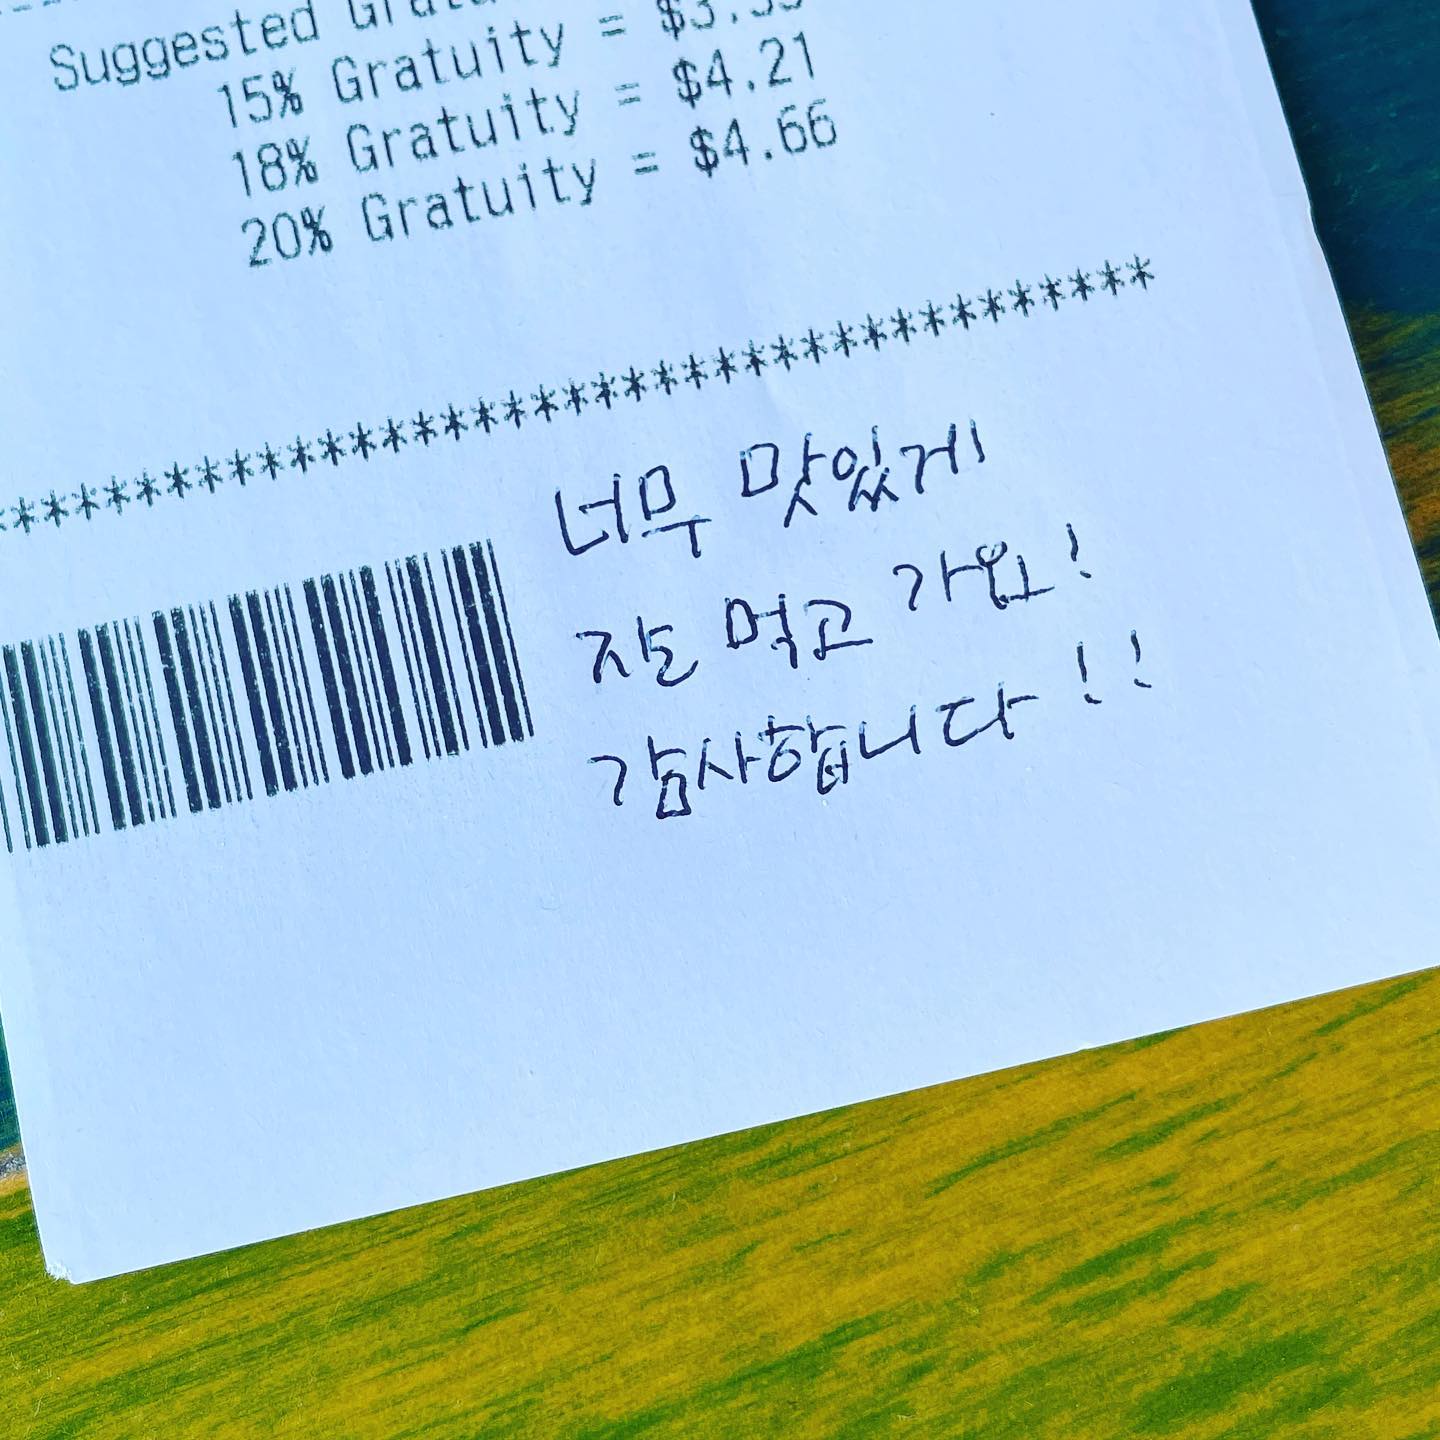 Suggested
15% Gratuity =
18% Gratuity = $4.21
20% Gratuity = $4.66
***************************************
너무 맛있게
잘 먹고 가요!
감사합니다!!